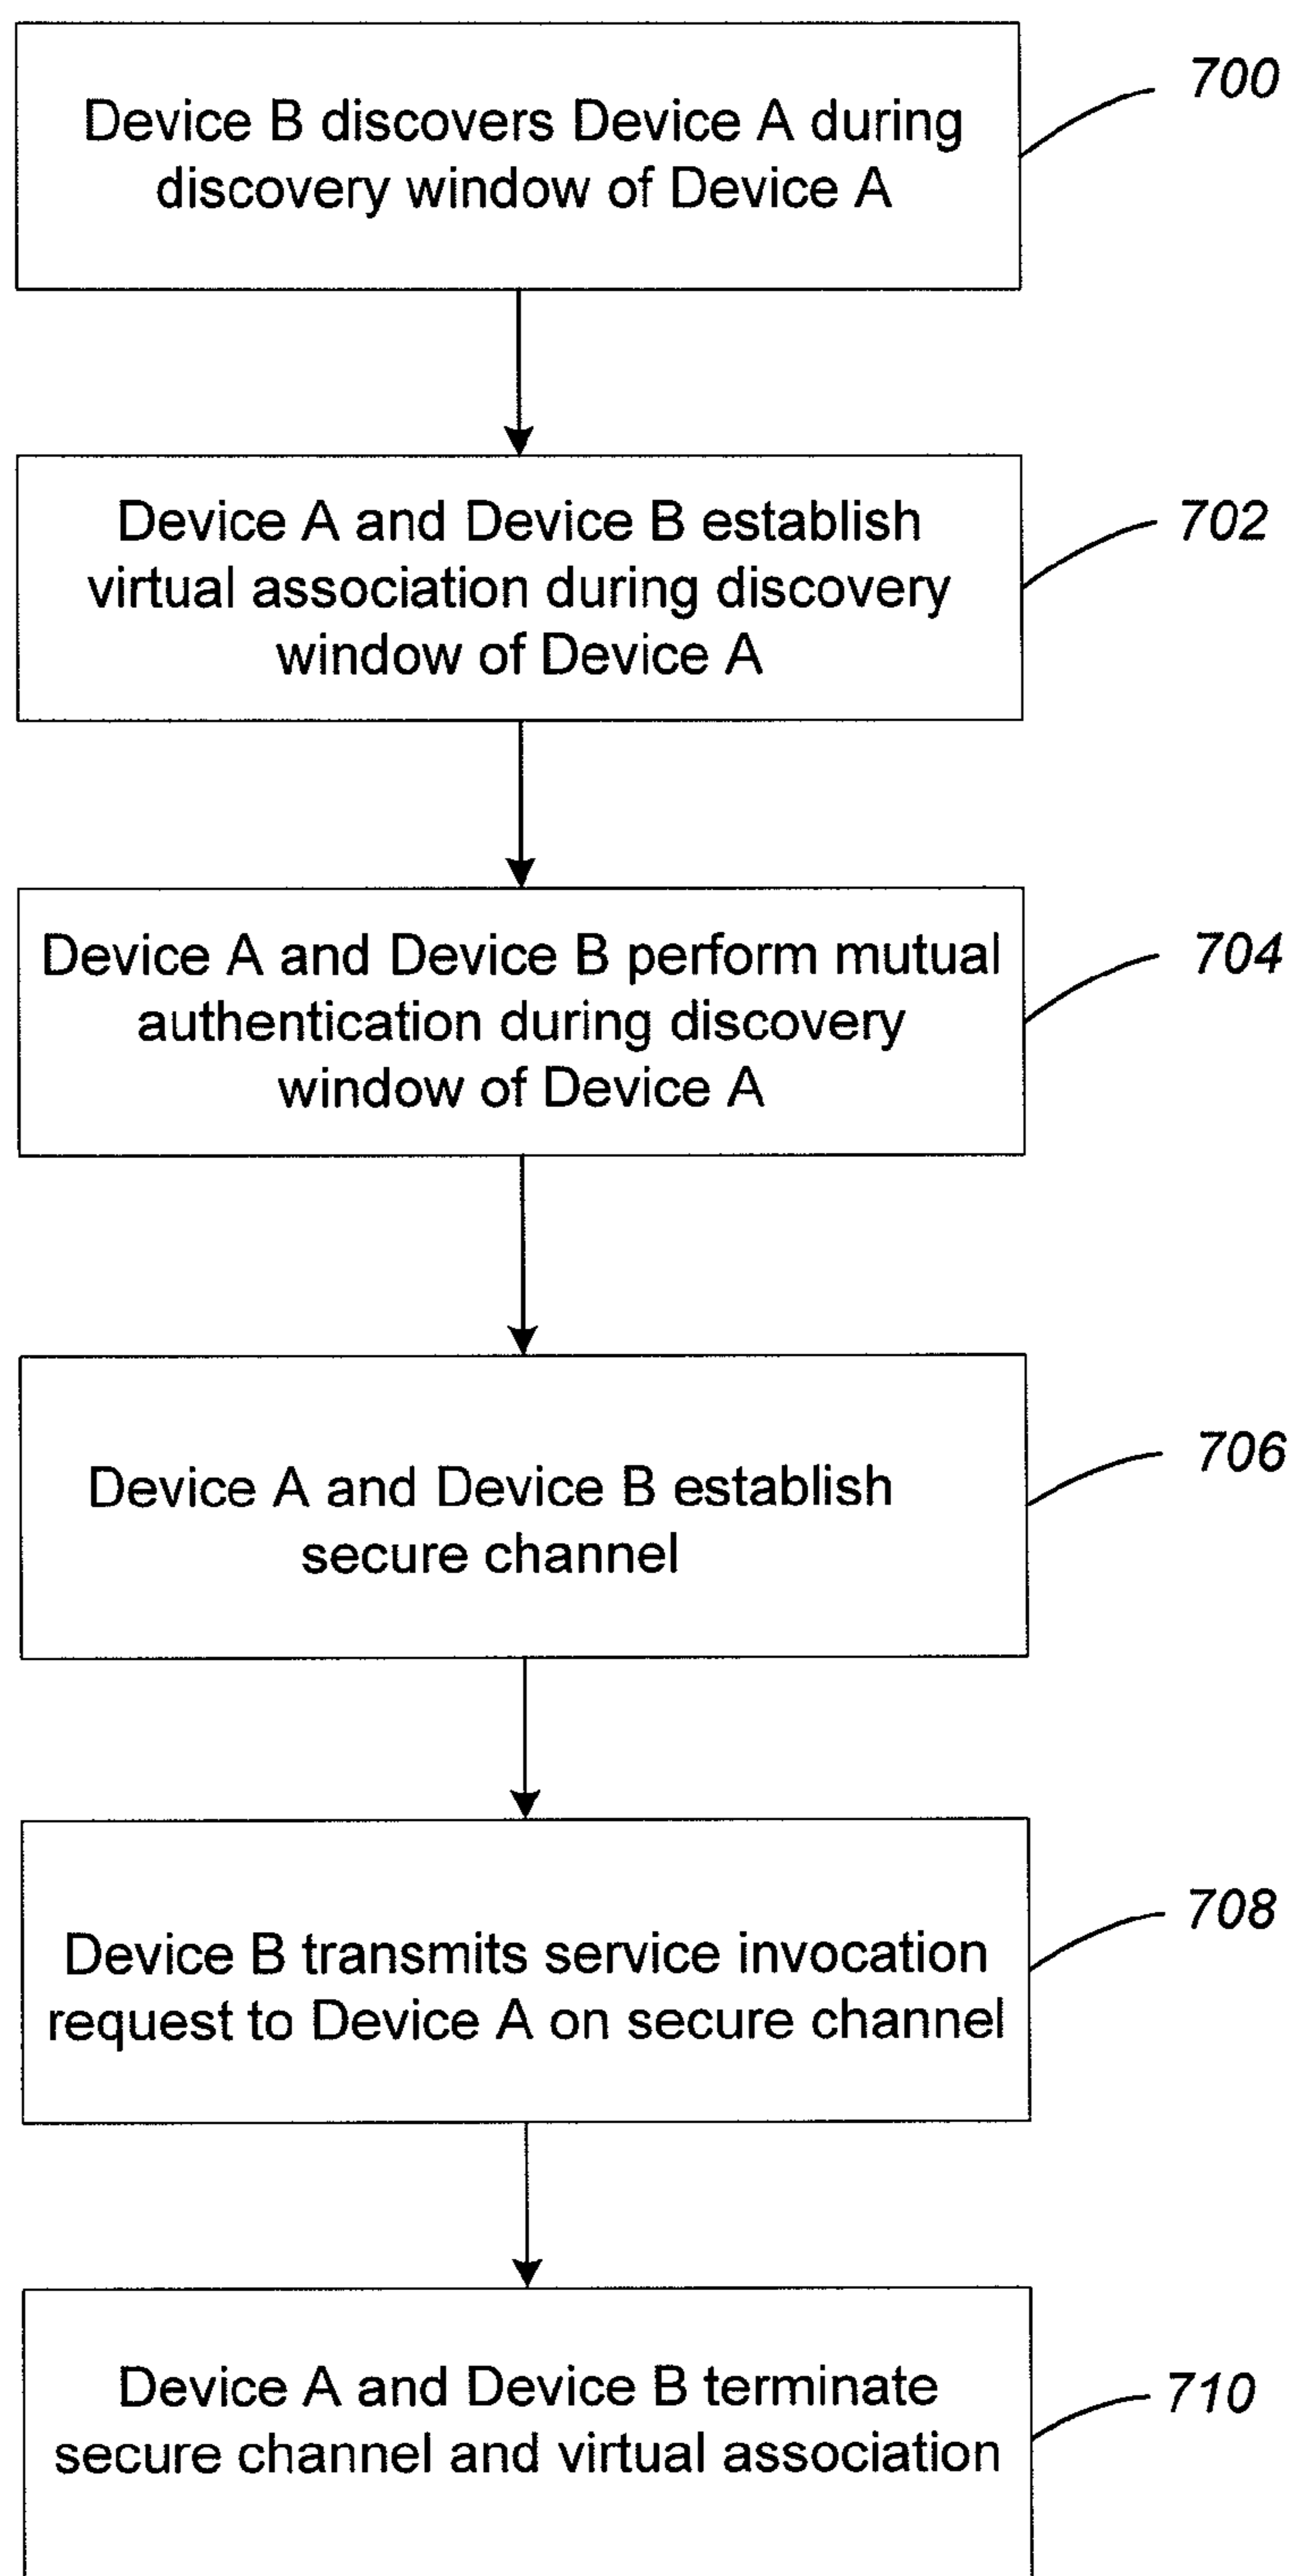 700
Device B discovers Device A during
discovery window of Device A
702
Device A and Device B establish
virtual association during discovery
window of Device A
704
Device A and Device B perform mutual
authentication during discovery
window of Device A
706
Device A and Device B establish
secure channel
708
Device B transmits service invocation
request to Device A on secure channel
710
Device A and Device B terminate
secure channel and virtual association